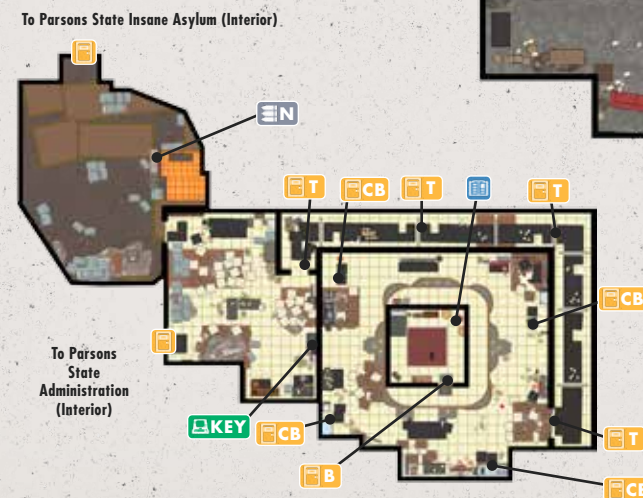 To Parsons State Insane Asylum (Interior)
N
T
CB
T
T
CB
To Parsons
State
Administration
(Interior)
KEY
CB
B
T
CB